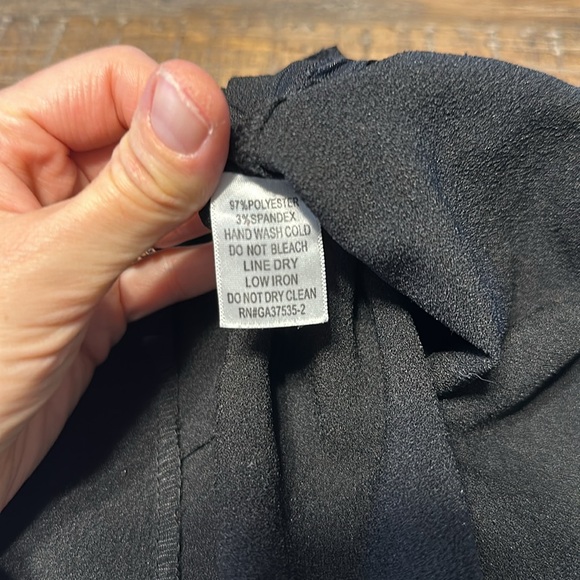 97%POLYESTER
3%SPANDEX
HAND WASH COLD
DO NOT BLEACH
LINE DRY
LOW IRON
DO NOT DRY CLEAN
RN#GA37535-2